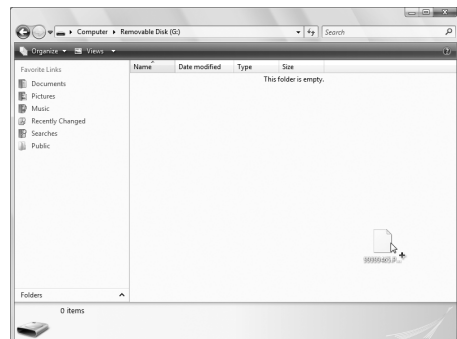 Computer ▸ Removable Disk (G:)
Search
Organize Views
Favorite Links
Documents
Pictures
Music
Recently Changed
Searches
Public
Folders
Name Date modified Type Size
This folder is empty.
0 items